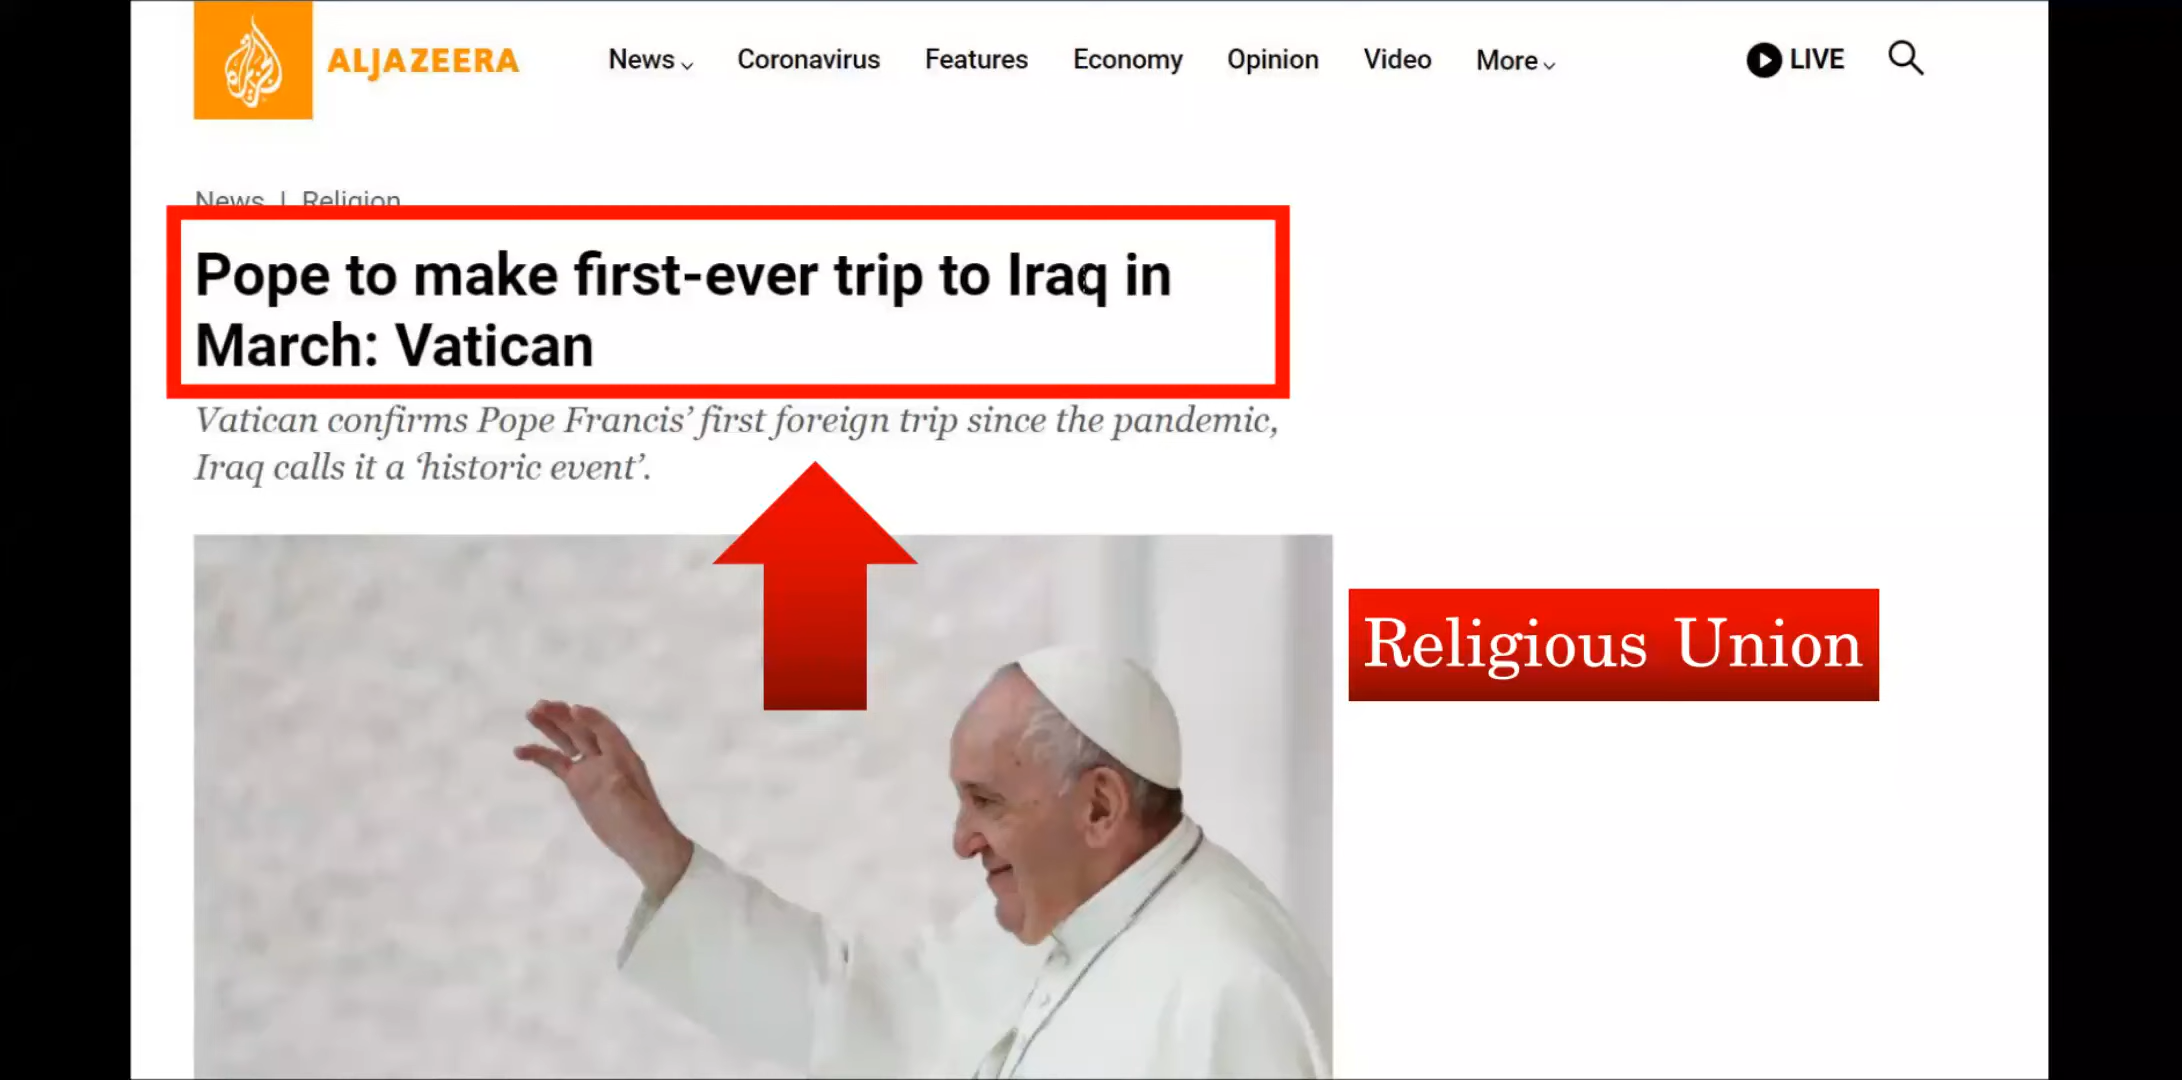 ALJAZEERA News Coronavirus Features Economy Opinion Video More LIVE
News | Religion
Pope to make first-ever trip to Iraq in
March: Vatican
Vatican confirms Pope Francis’ first foreign trip since the pandemic,
Iraq calls it a ‘historic event’.
Religious Union